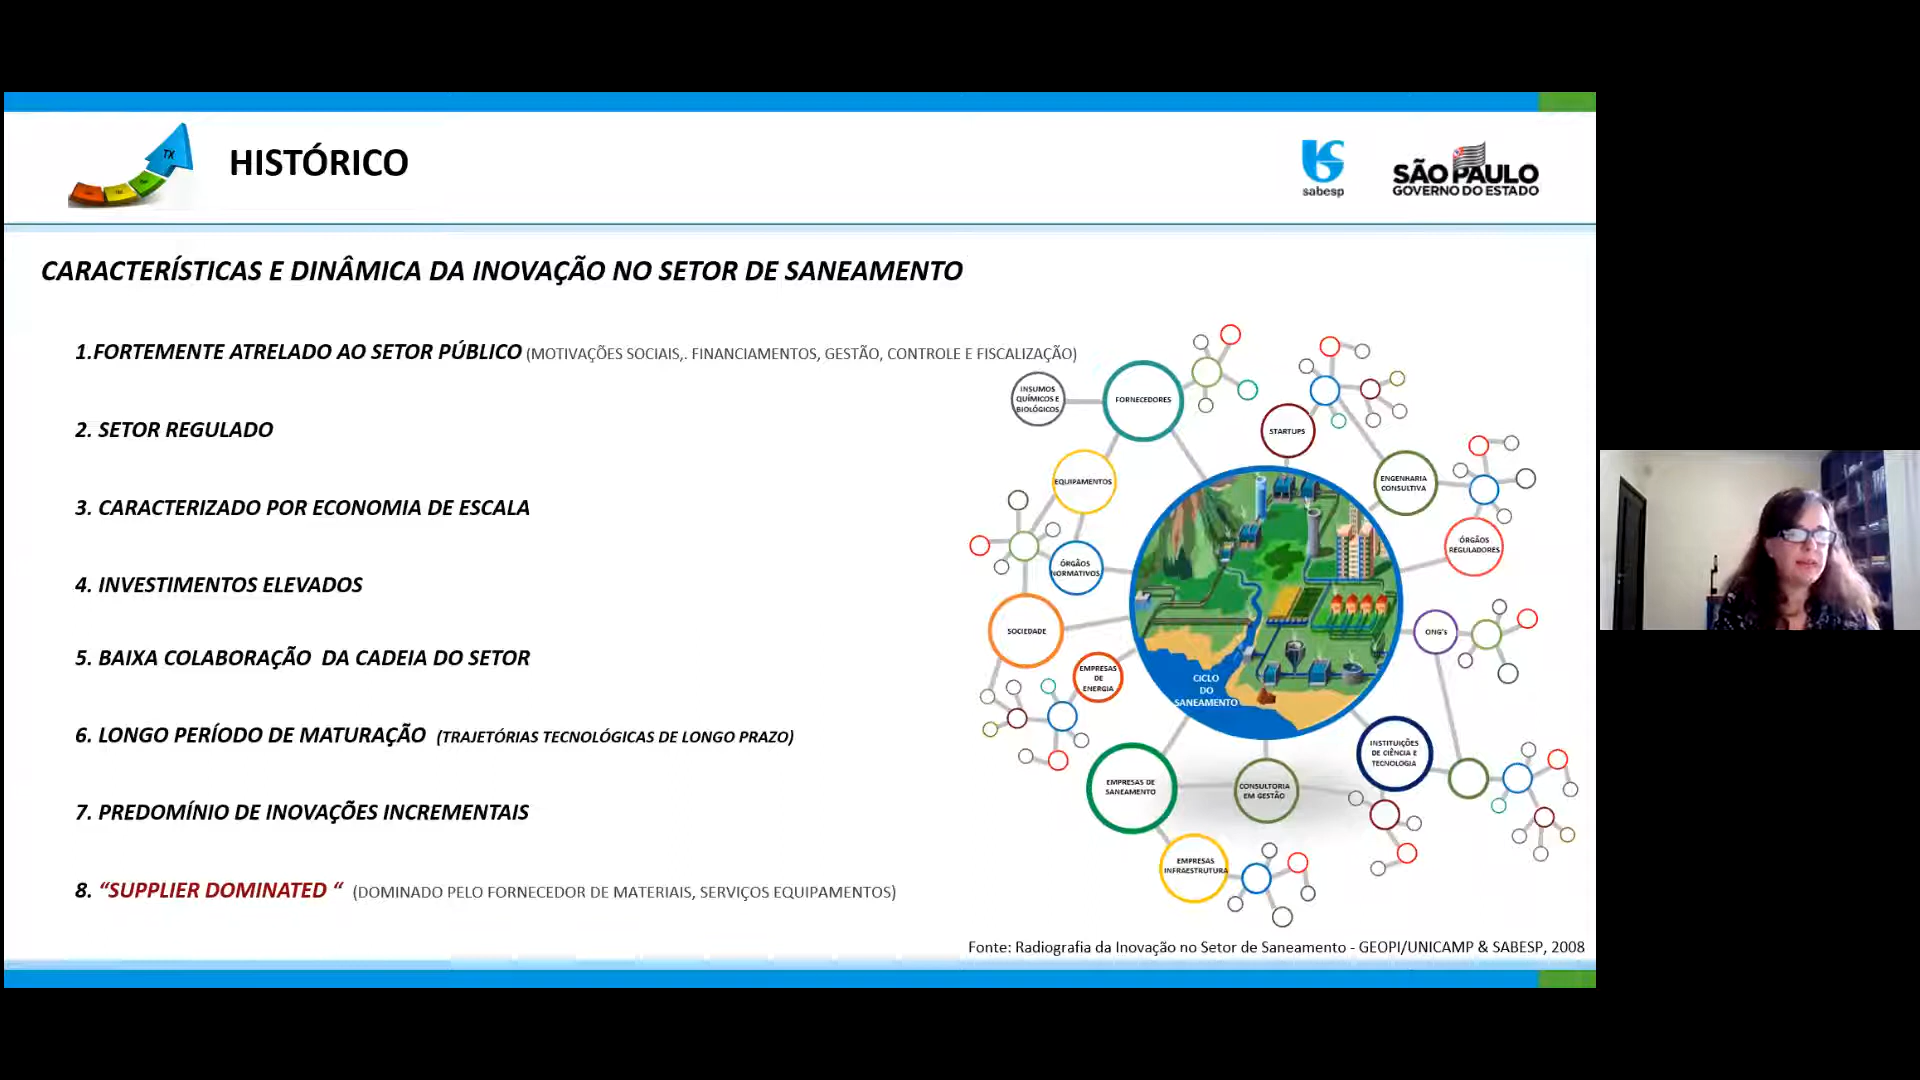 TX
HISTÓRICO
sabesp
SÃO PAULO
GOVERNO DO ESTADO
CARACTERÍSTICAS E DINÂMICA DA INOVAÇÃO NO SETOR DE SANEAMENTO
1.FORTEMENTE ATRELADO AO SETOR PÚBLICO (MOTIVAÇÕES SOCIAIS,. FINANCIAMENTOS, GESTÃO, CONTROLE E FISCALIZAÇÃO)
2. SETOR REGULADO
3. CARACTERIZADO POR ECONOMIA DE ESCALA
4. INVESTIMENTOS ELEVADOS
5. BAIXA COLABORAÇÃO DA CADEIA DO SETOR
6. LONGO PERÍODO DE MATURAÇÃO (TRAJETÓRIAS TECNOLÓGICAS DE LONGO PRAZO)
7. PREDOMÍNIO DE INOVAÇÕES INCREMENTAIS
8. “SUPPLIER DOMINATED “ (DOMINADO PELO FORNECEDOR DE MATERIAIS, SERVIÇOS EQUIPAMENTOS)
INSUMOS
QUÍMICOS E
BIOLÓGICOS
FORNECEDORES
STARTUPS
EQUIPAMENTOS
ENGENHARIA
CONSULTIVA
ÓRGÃOS
REGULADORES
ÓRGÃOS
NORMATIVOS
SOCIEDADE
ONG's
EMPRESAS
DE
ENERGIA
CICLO
DO
SANEAMENTO
INSTITUIÇÕES
DE CIÊNCIA E
TECNOLOGIA
EMPRESAS DE
SANEAMENTO
CONSULTORIA
EM GESTÃO
EMPRESAS
INFRAESTRUTURA
Fonte: Radiografia da Inovação no Setor de Saneamento - GEOPI/UNICAMP & SABESP, 2008